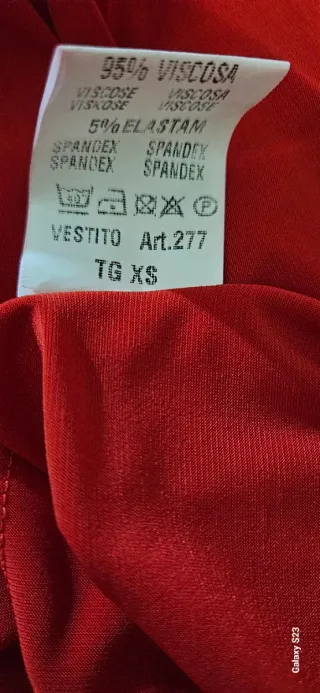 95% VISCOSA
VISCOSE VISCOSA
VISKOSE VISCOSE
5% ELASTAM
SPANDEX SPANDEX
SPANDEX SPANDEX
P
VESTITO Art.277
TG XS
Galaxy S23